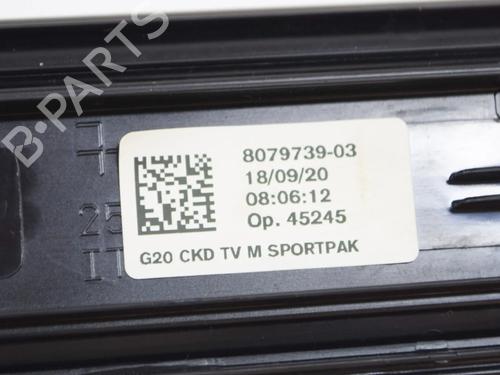 B-PARTS
8079739-03
18/09/20
08:06:12
Op. 45245
G20 CKD TV M SPORTPAK